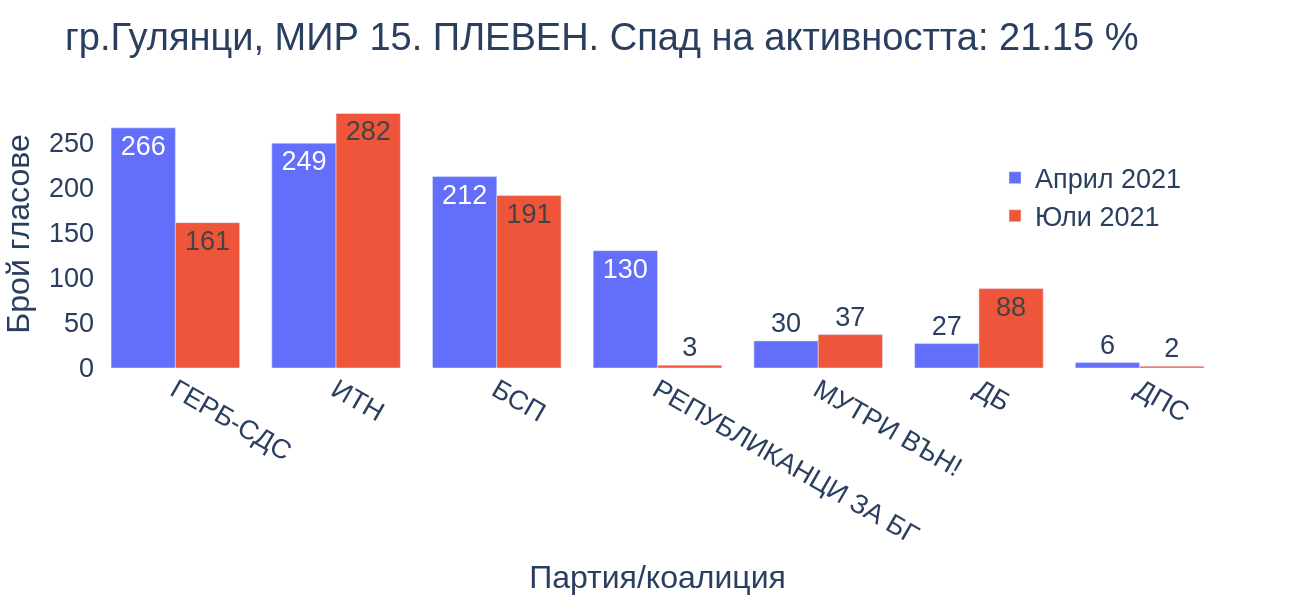 гр.Гулянци, МИР 15. ПЛЕВЕН. Спад на активността: 21.15 %
Брой гласове
250
200
150
100
50
0
266
161
249
282
212
191
130
3
30
37
27
88
6
2
Април 2021
Юли 2021
ГЕРБ-СДС
ИТН
БСП
РЕПУБЛИКАНЦИ ЗА БГ
МУТРИ ВЪН!
ДБ
ДПС
Партия/коалиция